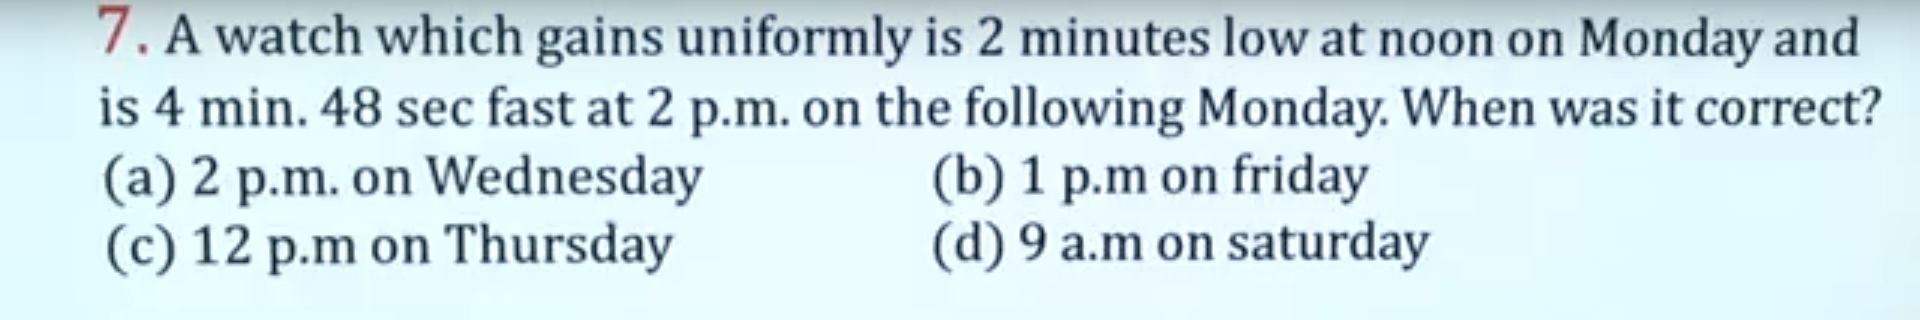 7. A watch which gains uniformly is 2 minutes low at noon on Monday and
is 4 min. 48 sec fast at 2 p.m. on the following Monday. When was it correct?
(a) 2 p.m. on Wednesday (b) 1 p.m on friday
(c) 12 p.m on Thursday (d) 9 a.m on saturday